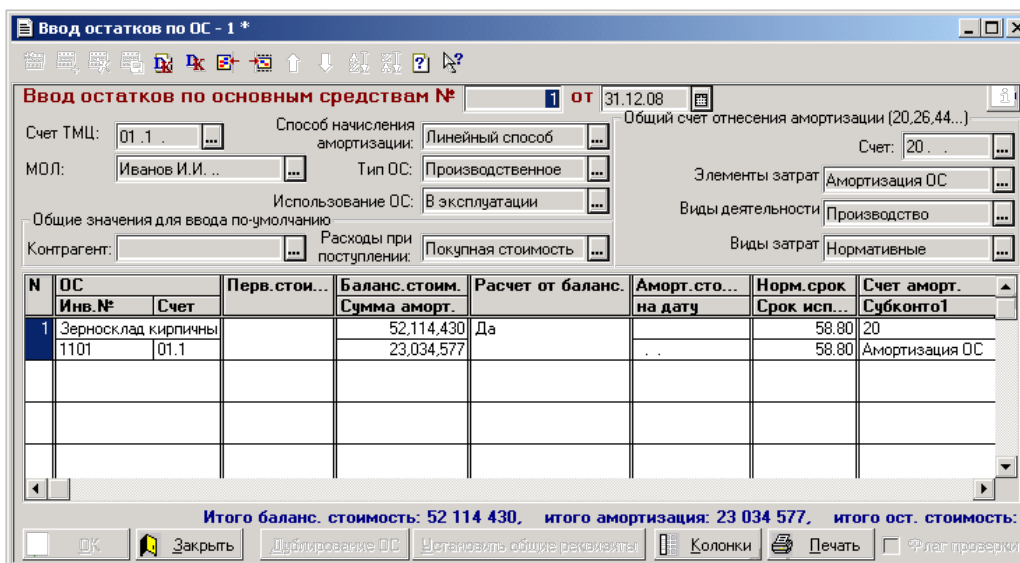 Ввод остатков по ОС - 1 *
Ввод остатков по основным средствам № 1 от 31.12.08
Общий счет отнесения амортизации (20,26,44...)
Счет ТМЦ: 01.1 . ...
Способ начисления амортизации: Линейный способ ...
Счет: 20 . . ...
МОЛ: Иванов И.И. .. ...
Тип ОС: Производственное ...
Элементы затрат Амортизация ОС ...
Использование ОС: В эксплуатации ...
Виды деятельности Производство ...
Общие значения для ввода по-умолчанию
Контрагент: ...
Расходы при поступлении: Покупная стоимость ...
Виды затрат Нормативные ...
N ОС Перв.стои... Баланс.стоим. Расчет от баланс. Аморт.сто... Норм.срок Счет аморт.
Инв.№ Счет Сумма аморт. на дату Срок исп... Субконто1
1 Зерносклад кирпичны 52,114,430 Да 58.80 20
1101 01.1 23,034,577 . . 58.80 Амортизация ОС
Итого баланс. стоимость: 52 114 430, итого амортизация: 23 034 577, итого ост. стоимость:
OK Закрыть Дублирование ОС Установить общие реквизиты Колонки Печать Флаг проверки